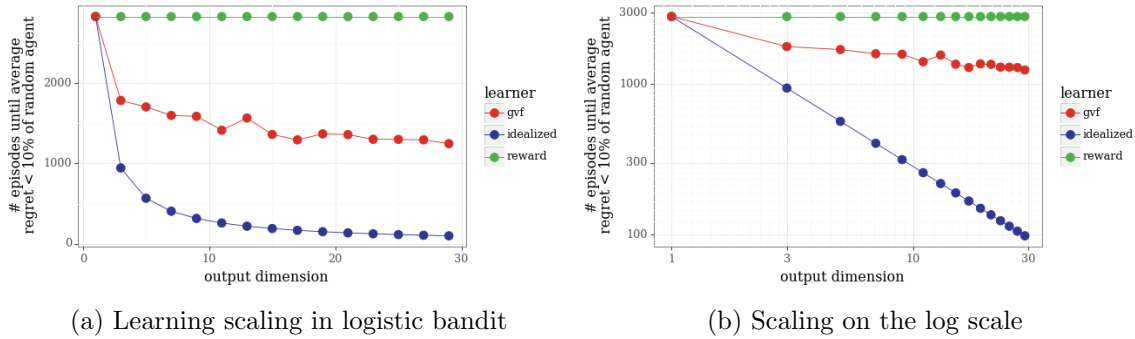 # episodes until average
regret < 10% of random agent
2000
1000
0
0
10
20
30
output dimension
learner
gvf
idealized
reward
(a) Learning scaling in logistic bandit
# episodes until average
regret < 10% of random agent
3000
1000
300
100
1
3
10
30
output dimension
learner
gvf
idealized
reward
(b) Scaling on the log scale